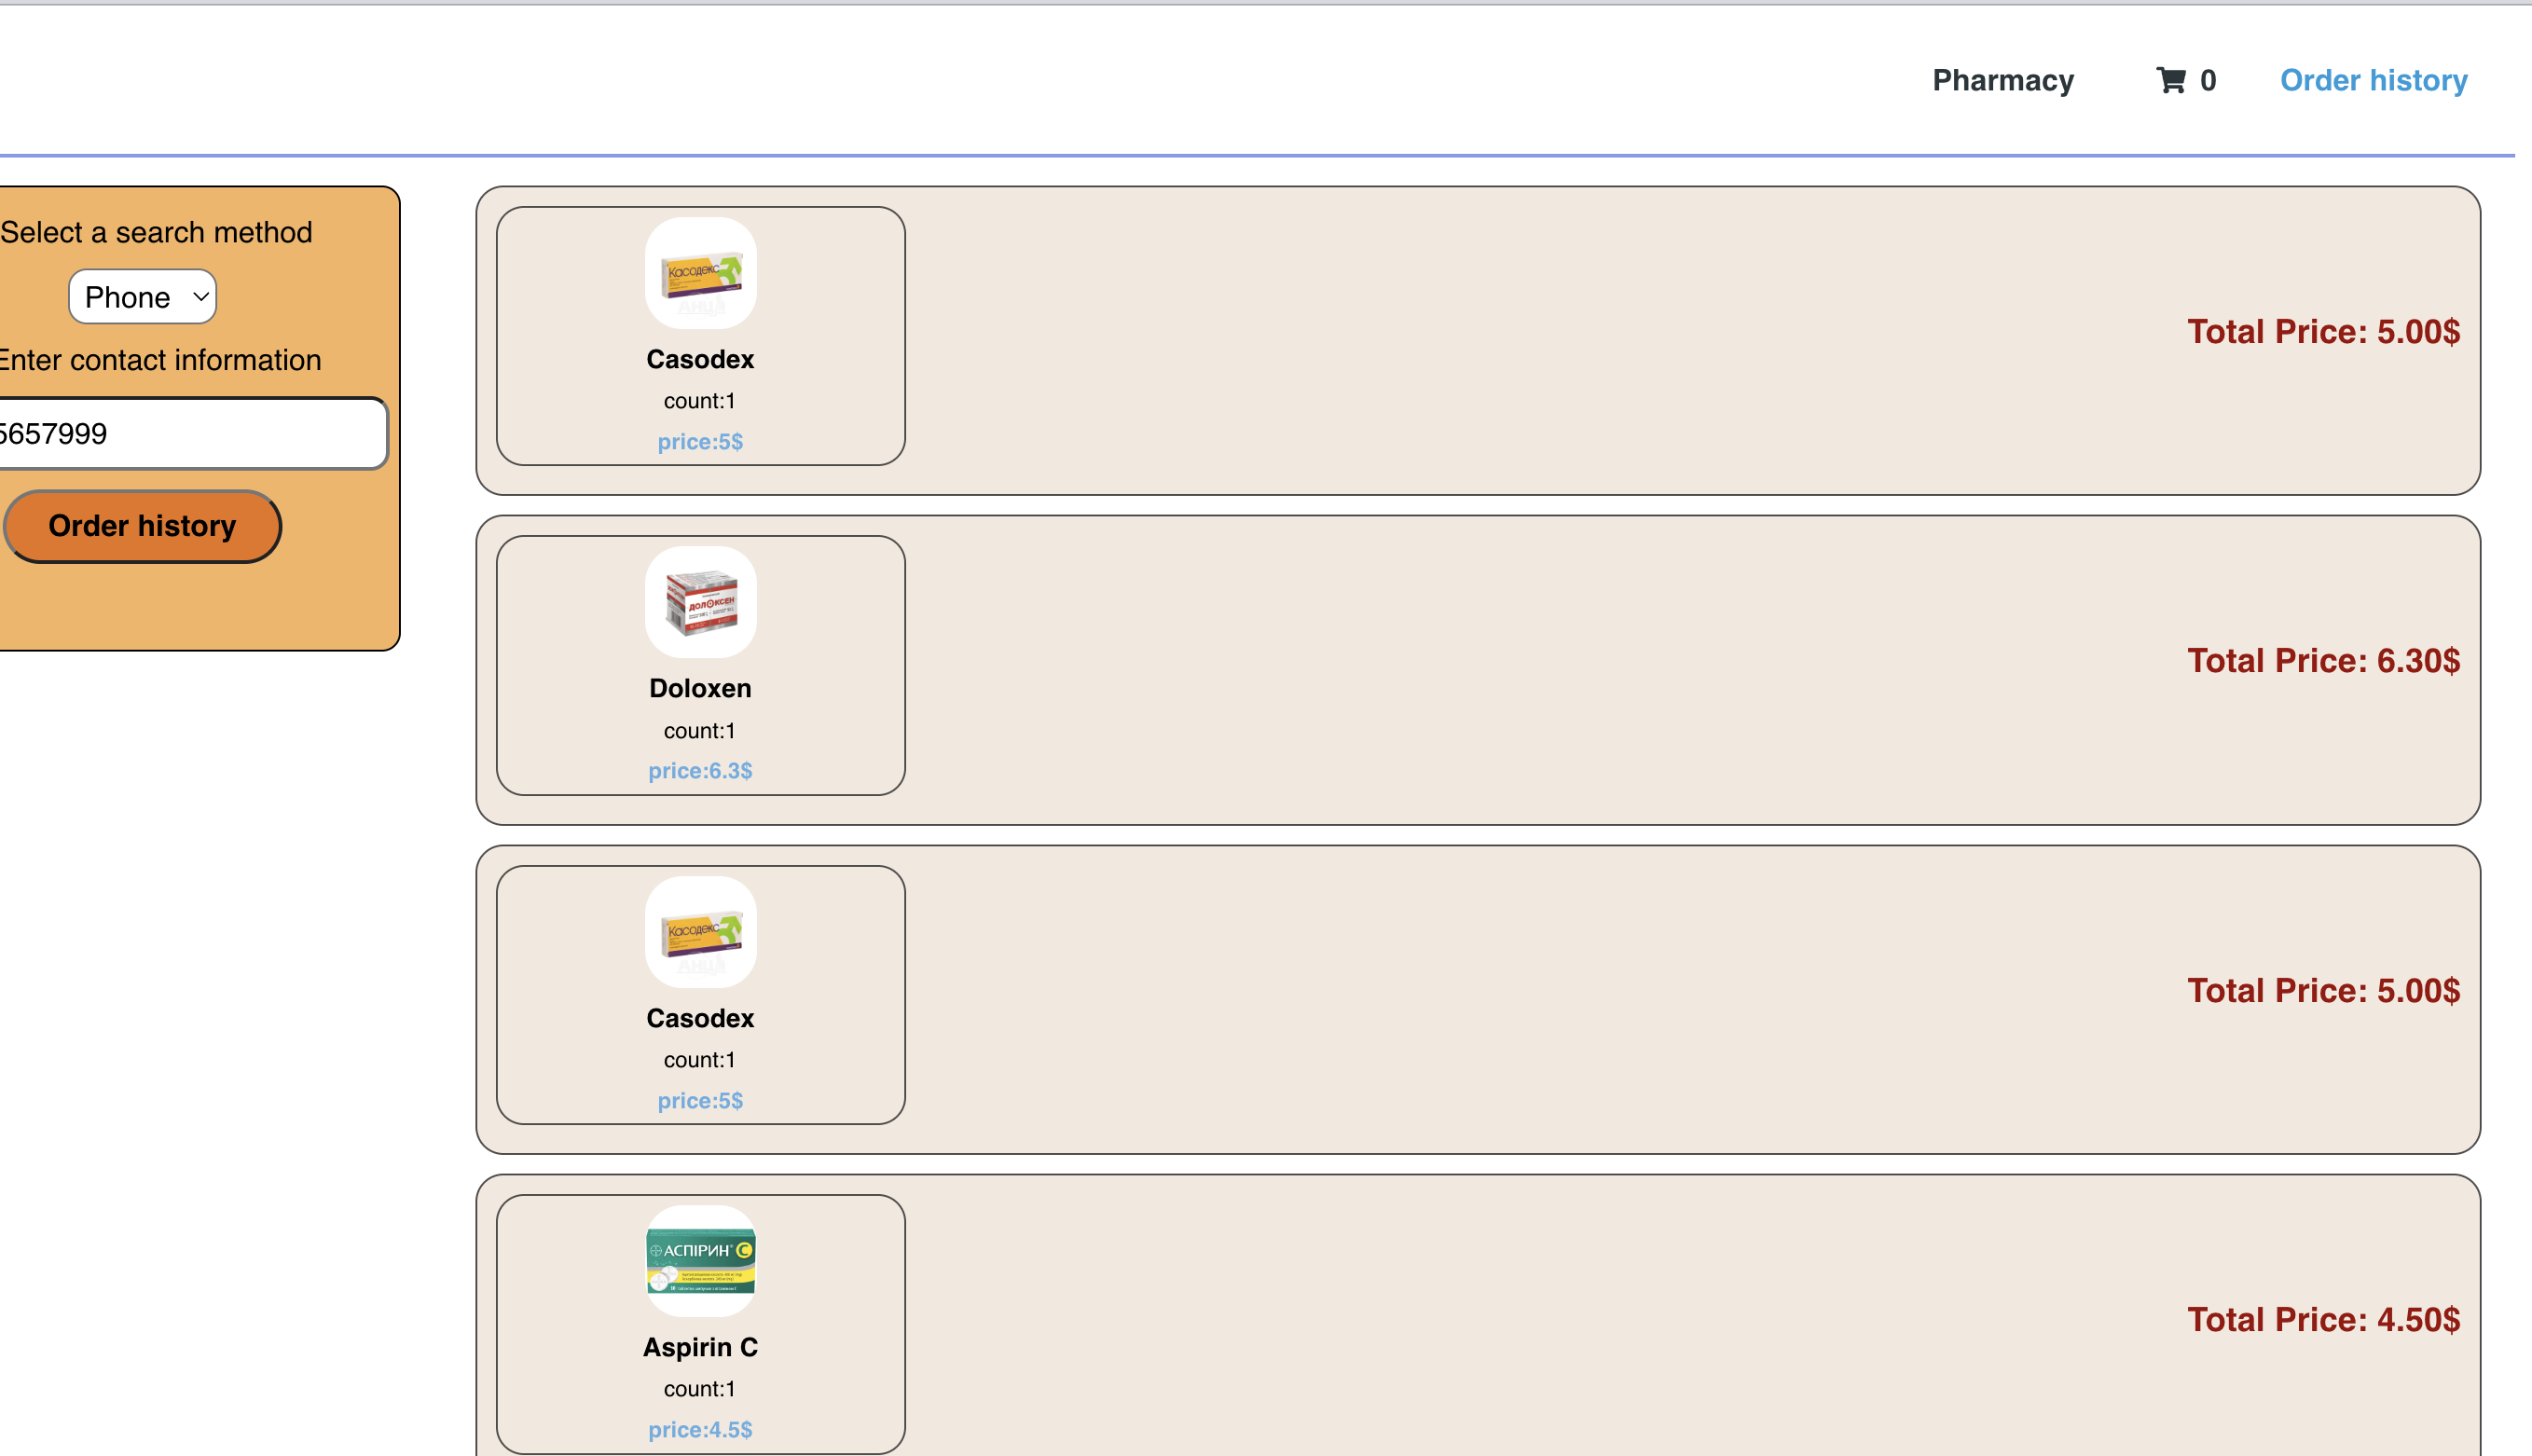 Pharmacy 0 Order history
Select a search method
Phone
Enter contact information
5657999
Order history
Касодекс
Casodex
count:1
price:5$
Total Price: 5.00$
ДОЛОКСЕН
Doloxen
count:1
price:6.3$
Total Price: 6.30$
Касодекс
Casodex
count:1
price:5$
Total Price: 5.00$
АСПІРИН® C
Aspirin C
count:1
price:4.5$
Total Price: 4.50$